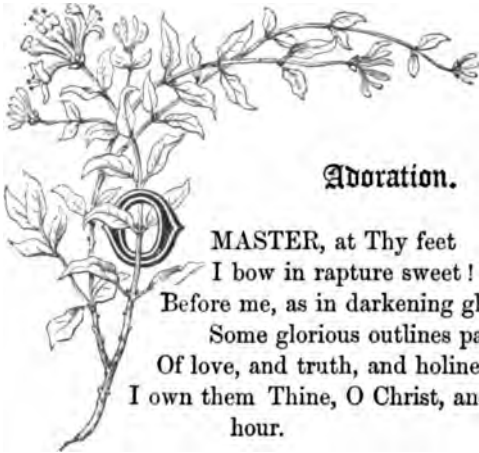 Adoration.
O MASTER, at Thy feet
I bow in rapture sweet !
Before me, as in darkening
Some glorious outlines
Of love, and truth, and
I own them Thine, O Christ,
hour.